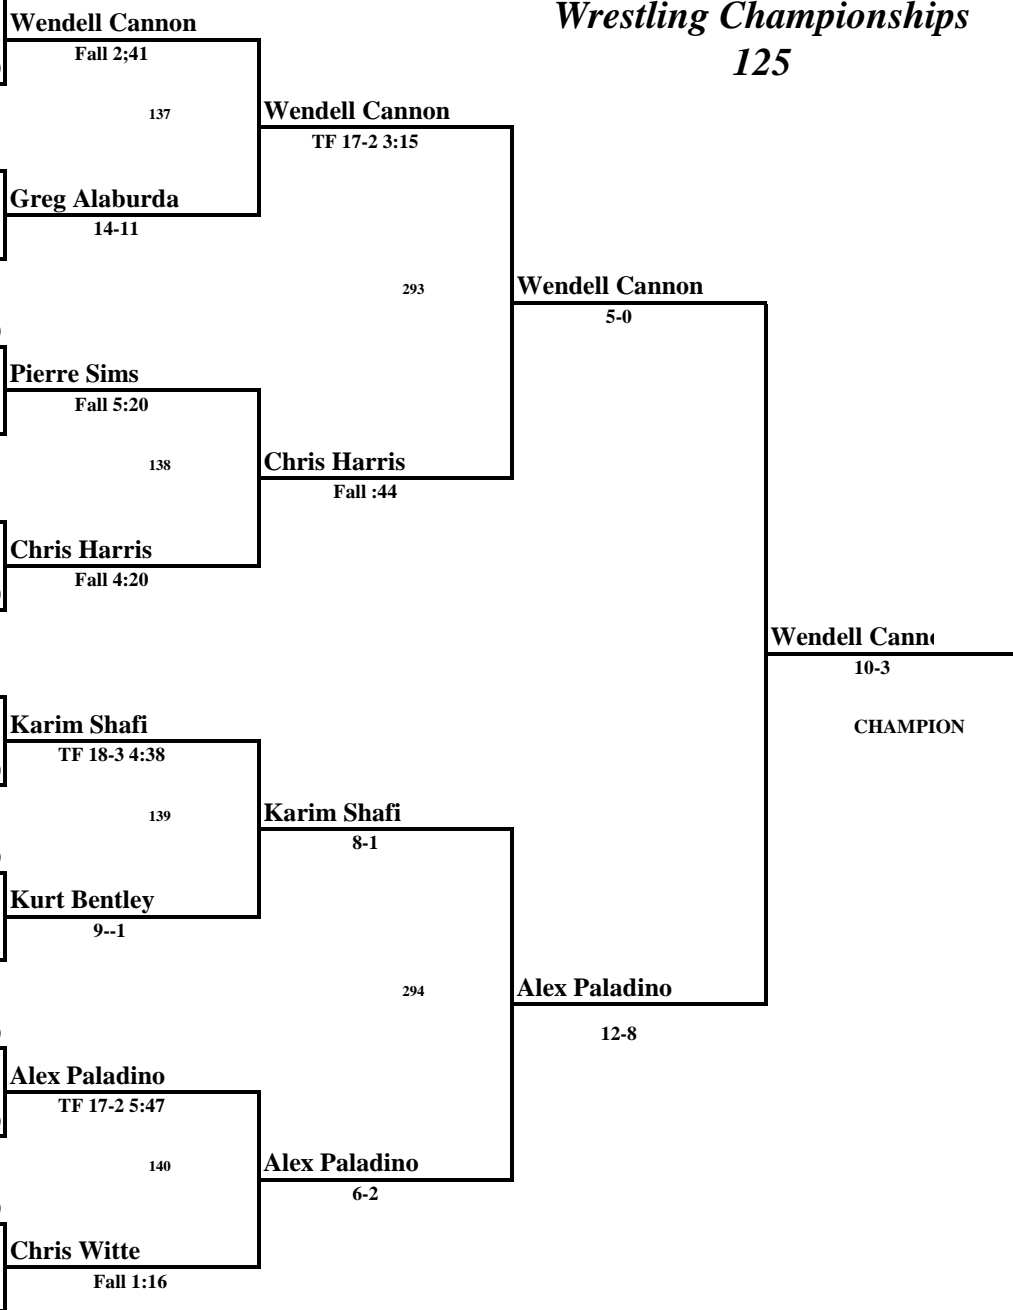 Wrestling Championships
125
Wendell Cannon
Fall 2;41
137
Wendell Cannon
TF 17-2 3:15
Greg Alaburda
14-11
293
Wendell Cannon
5-0
Pierre Sims
Fall 5:20
138
Chris Harris
Fall :44
Chris Harris
Fall 4:20
Wendell Cann
10-3
CHAMPION
Karim Shafi
TF 18-3 4:38
139
Karim Shafi
8-1
Kurt Bentley
9--1
294
Alex Paladino
12-8
Alex Paladino
TF 17-2 5:47
140
Alex Paladino
6-2
Chris Witte
Fall 1:16